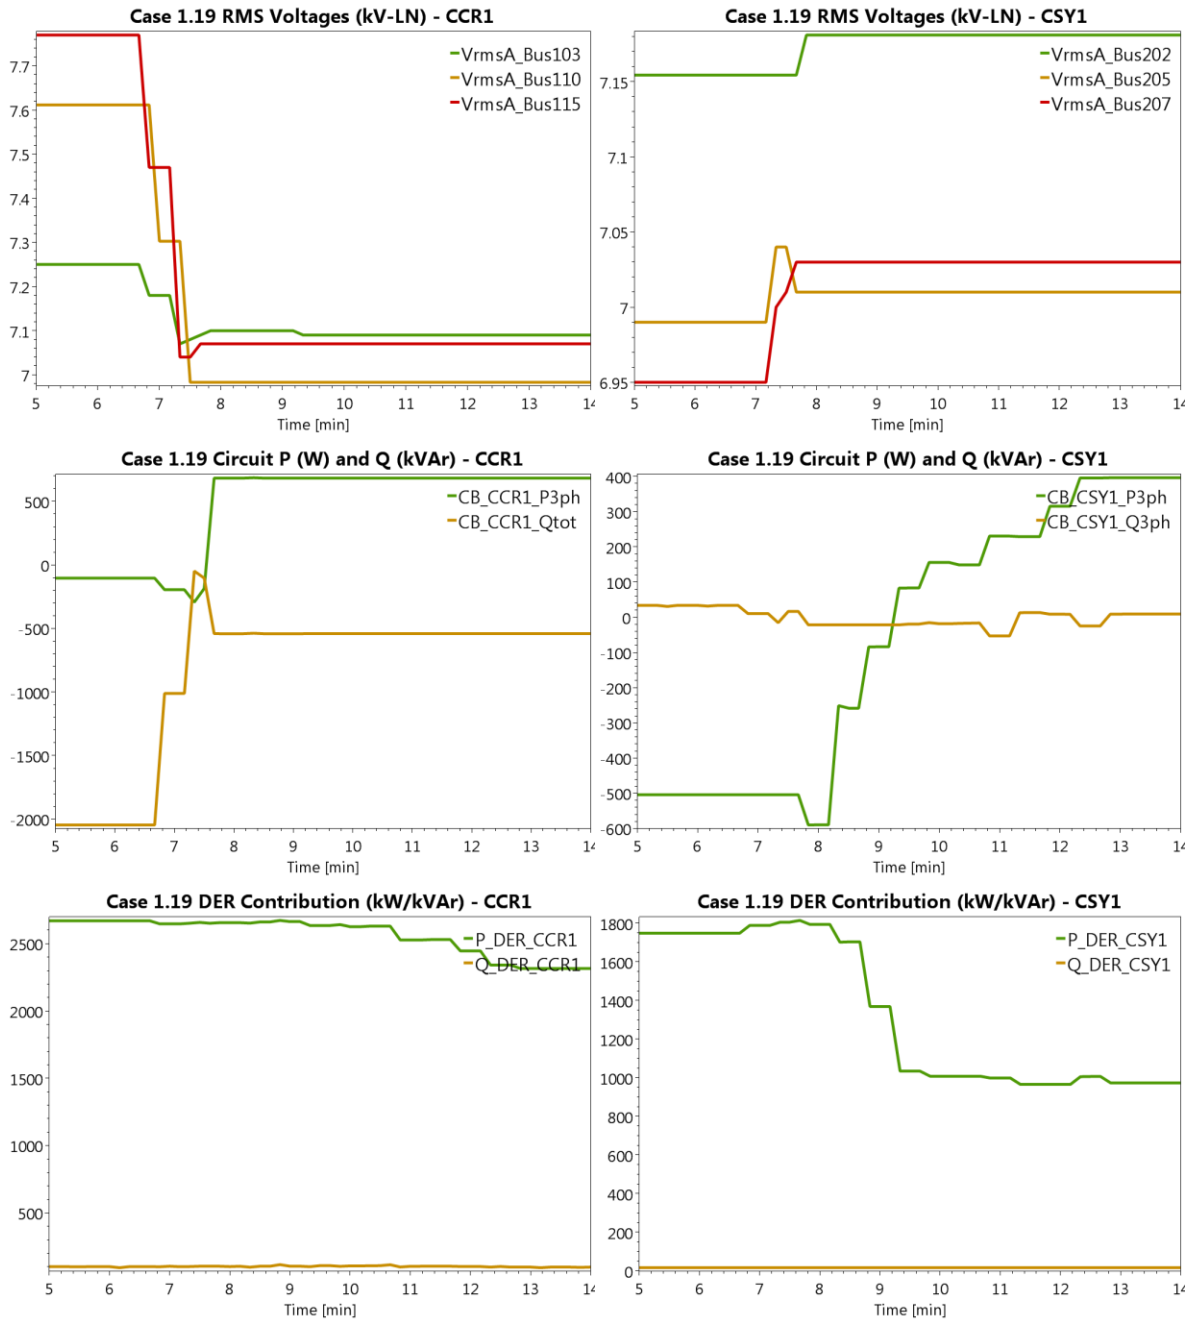 Case 1.19 RMS Voltages (kV-LN) - CCR1
VrmsA_Bus103
VrmsA_Bus110
VrmsA_Bus115
7.7
7.6
7.5
7.4
7.3
7.2
7.1
7
5 6 7 8 9 10 11 12 13 14
Time [min]
Case 1.19 RMS Voltages (kV-LN) - CSY1
VrmsA_Bus202
VrmsA_Bus205
VrmsA_Bus207
7.15
7.1
7.05
7
6.95
5 6 7 8 9 10 11 12 13 14
Time [min]
Case 1.19 Circuit P (W) and Q (kVAr) - CCR1
CB_CCR1_P3ph
CB_CCR1_Qtot
500
0
-500
-1000
-1500
-2000
5 6 7 8 9 10 11 12 13 14
Time [min]
Case 1.19 Circuit P (W) and Q (kVAr) - CSY1
CB_CSY1_P3ph
CB_CSY1_Q3ph
400
300
200
100
0
-100
-200
-300
-400
-500
-600
5 6 7 8 9 10 11 12 13 14
Time [min]
Case 1.19 DER Contribution (kW/kVAr) - CCR1
P_DER_CCR1
Q_DER_CCR1
2500
2000
1500
1000
500
5 6 7 8 9 10 11 12 13 14
Time [min]
Case 1.19 DER Contribution (kW/kVAr) - CSY1
P_DER_CSY1
Q_DER_CSY1
1800
1600
1400
1200
1000
800
600
400
200
0
5 6 7 8 9 10 11 12 13 14
Time [min]